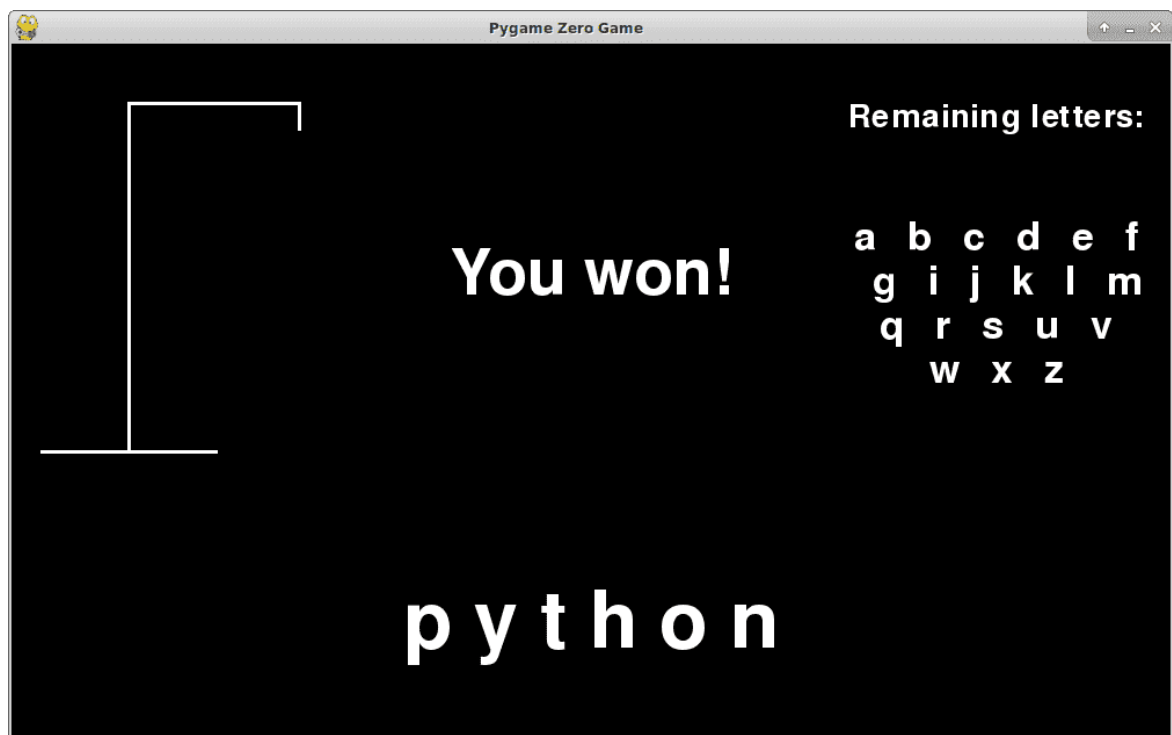 Pygame Zero Game
Remaining letters:
a b c d e f
g i j k l m
q r s u v
w x z
You won!
p y t h o n